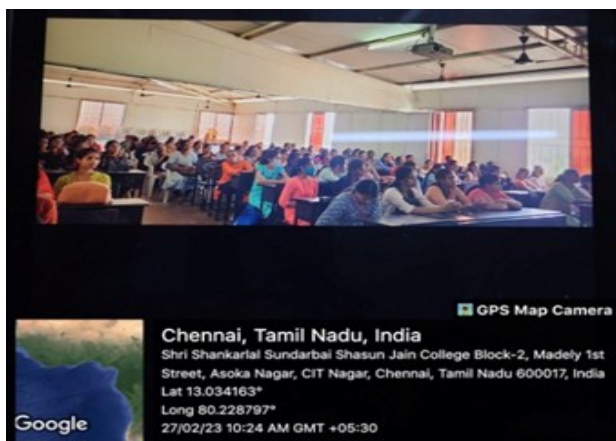 GPS Map Camera
Chennai, Tamil Nadu, India
Shri Shankarlal Sundarbai Shasun Jain College Block-2, Madely 1st
Street, Asoka Nagar, CIT Nagar, Chennai, Tamil Nadu 600017, India
Lat 13.034163°
Long 80.228797°
27/02/23 10:24 AM GMT +05:30
Google